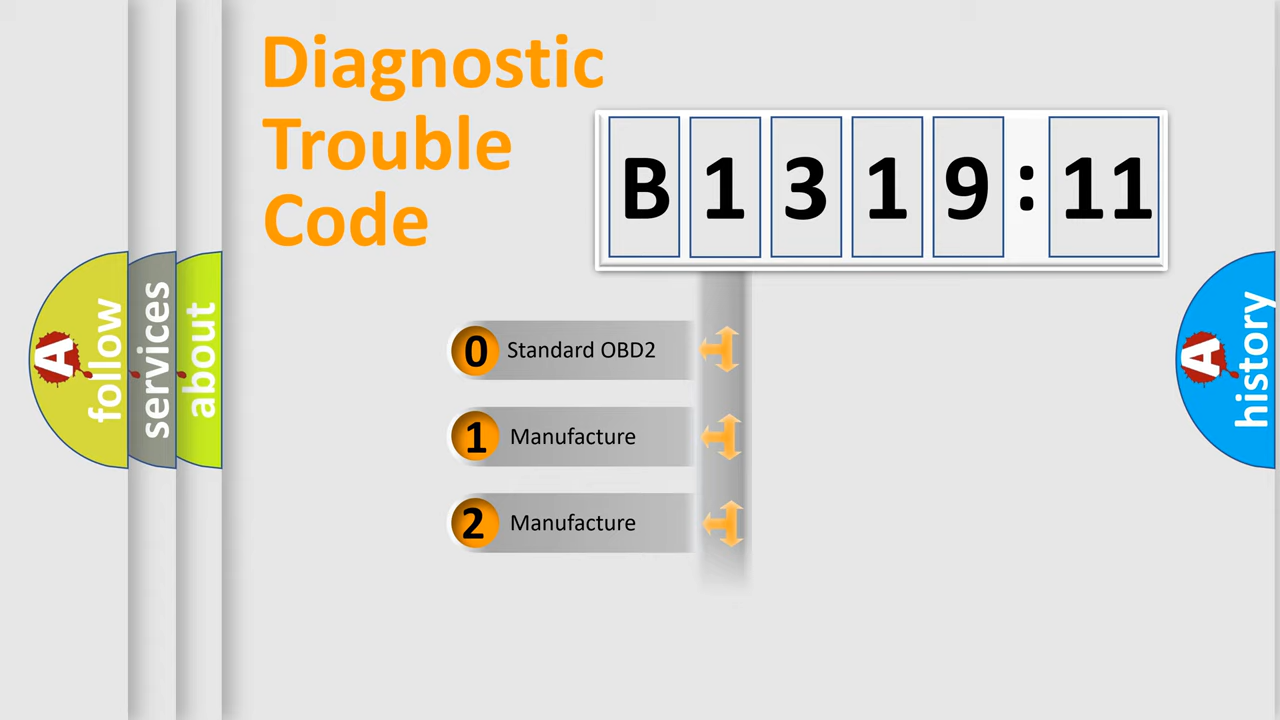 Diagnostic
Trouble
Code
B 1 3 1 9 : 11
0 Standard OBD2
1 Manufacture
2 Manufacture
A follow
services
about
A history